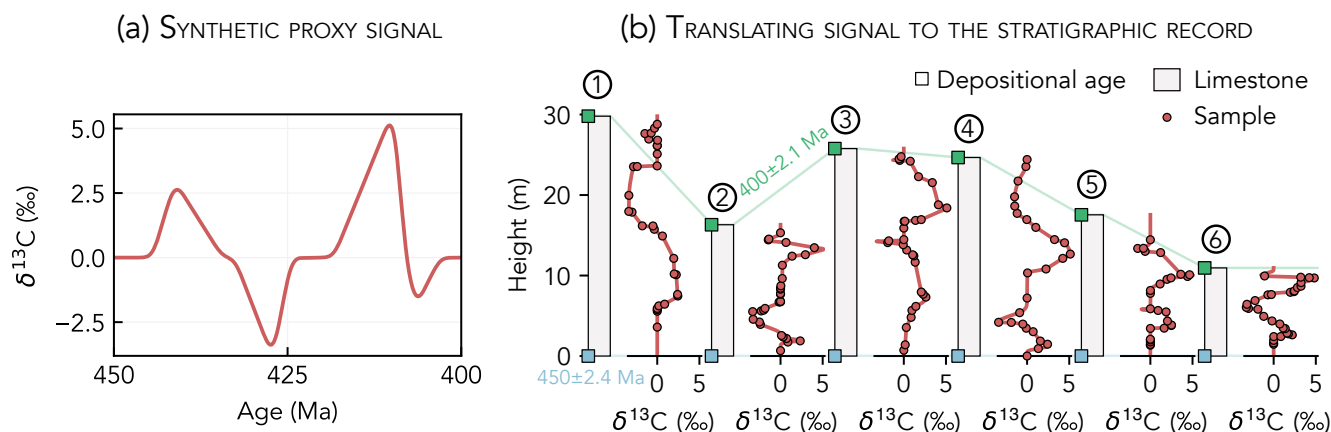 (a) SYNTHETIC PROXY SIGNAL
(b) TRANSLATING SIGNAL TO THE STRATIGRAPHIC RECORD
δ¹³C (‰)
5.0
2.5
0.0
−2.5
450
425
400
Age (Ma)
Depositional age
Limestone
Sample
Height (m)
30
20
10
0
1
2
3
4
5
6
400±2.1 Ma
450±2.4 Ma
0 5
0 5
0 5
0 5
0 5
0 5
δ¹³C (‰)
δ¹³C (‰)
δ¹³C (‰)
δ¹³C (‰)
δ¹³C (‰)
δ¹³C (‰)